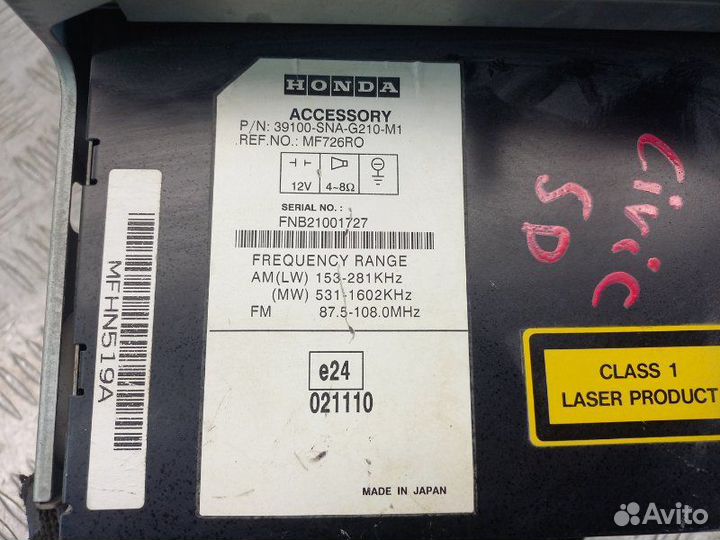 HONDA
ACCESSORY
P/N: 39100-SNA-G210-M1
REF.NO.: MF726RO
12V 4~8Ω
SERIAL NO.:
FNB21001727
FREQUENCY RANGE
AM(LW) 153-281KHz
(MW) 531-1602KHz
FM 87.5-108.0MHz
e24
021110
MADE IN JAPAN
MFHN519A
Civic
5D
CLASS 1
LASER PRODUCT
Avito